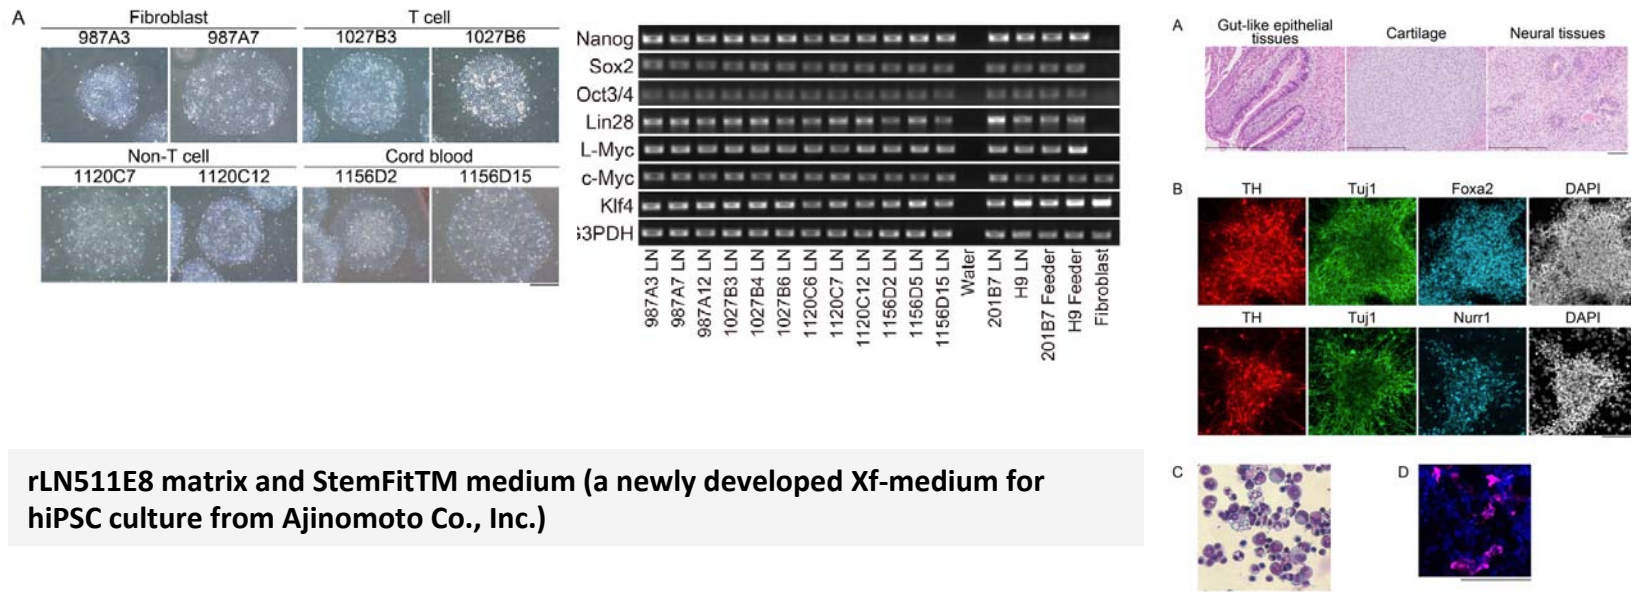 A
Fibroblast
T cell
987A3
987A7
1027B3
1027B6
Non-T cell
Cord blood
1120C7
1120C12
1156D2
1156D15
Nanog
Sox2
Oct3/4
Lin28
L-Myc
c-Myc
Klf4
G3PDH
987A3 LN
987A7 LN
987A12 LN
1027B3 LN
1027B4 LN
1027B6 LN
1120C6 LN
1120C7 LN
1120C12 LN
1156D2 LN
1156D5 LN
1156D15 LN
Water
201B7 LN
H9 LN
201B7 Feeder
H9 Feeder
Fibroblast
A
Gut-like epithelial
tissues
Cartilage
Neural tissues
B
TH
Tuj1
Foxa2
DAPI
TH
Tuj1
Nurr1
DAPI
C
D
rLN511E8 matrix and StemFitTM medium (a newly developed Xf-medium for
hiPSC culture from Ajinomoto Co., Inc.)